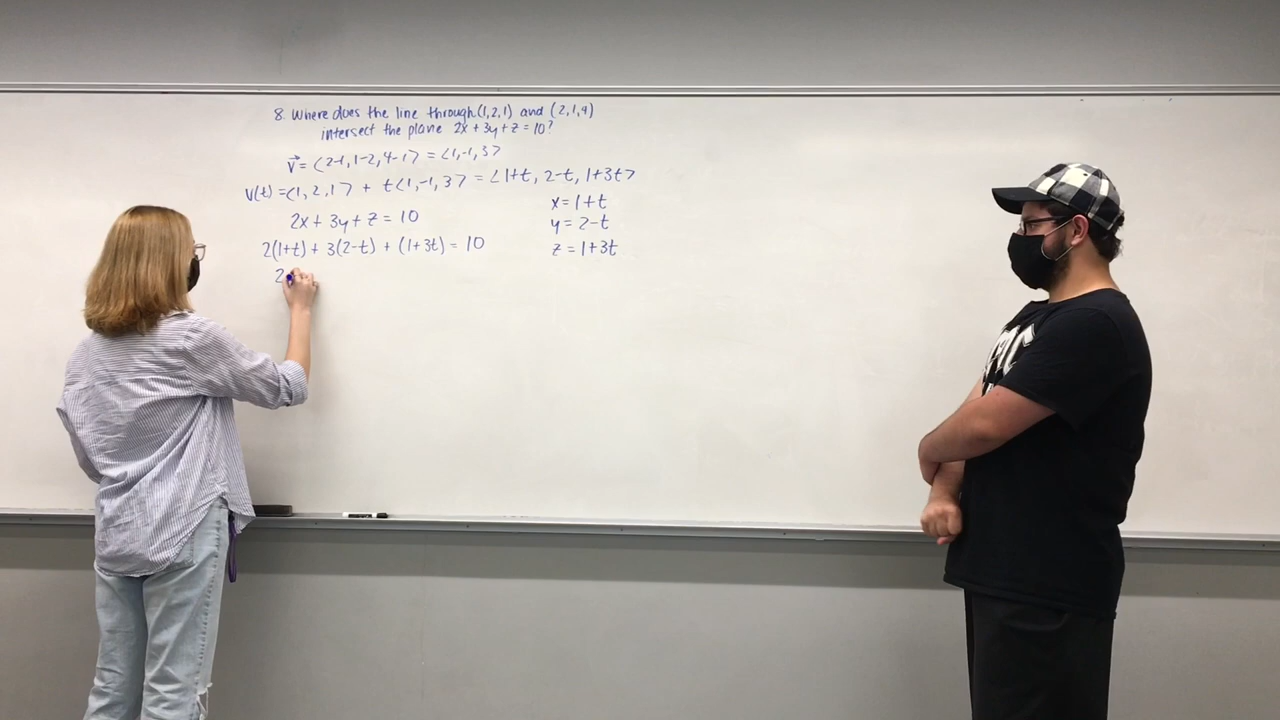 8. Where does the line through (1,2,1) and (2,1,4)
intersect the plane 2x + 3y + z = 10?
v⃗ = ⟨2-1, 1-2, 4-1⟩ = ⟨1,-1,3⟩
v(t) = ⟨1, 2, 1⟩ + t⟨1,-1,3⟩ = ⟨1+t, 2-t, 1+3t⟩
x = 1+t
2x + 3y + z = 10
y = 2-t
2(1+t) + 3(2-t) + (1+3t) = 10
z = 1+3t
2